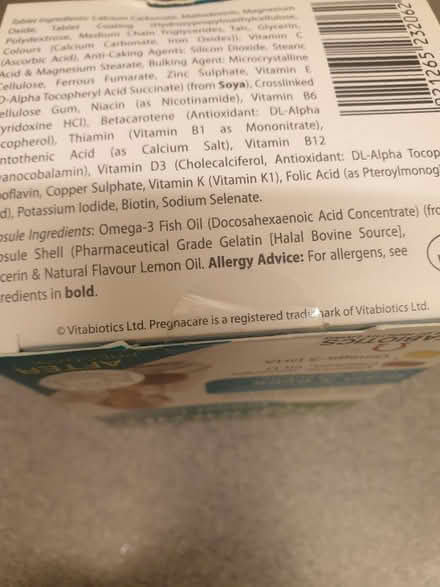 Tablet Ingredients: Calcium Carbonate, Maltodextrin, Magnesium
Oxide, Tablet Coating (Hydroxypropylmethylcellulose,
Polydextrose, Medium Chain Triglycerides, Talc, Glycerin,
Colours [Calcium Carbonate, Iron Oxides]), Vitamin C
(Ascorbic Acid), Anti-Caking Agents: Silicon Dioxide, Stearic
Acid & Magnesium Stearate, Bulking Agent: Microcrystalline
Cellulose, Ferrous Fumarate, Zinc Sulphate, Vitamin E
D-Alpha Tocopheryl Acid Succinate) (from Soya), Crosslinked
ellulose Gum, Niacin (as Nicotinamide), Vitamin B6
yridoxine HCl), Betacarotene (Antioxidant: DL-Alpha
copherol), Thiamin (Vitamin B1 as Mononitrate),
ntothenic Acid (as Calcium Salt), Vitamin B12
anocobalamin), Vitamin D3 (Cholecalciferol, Antioxidant: DL-Alpha Tocop
oflavin, Copper Sulphate, Vitamin K (Vitamin K1), Folic Acid (as Pteroylmonog
d), Potassium Iodide, Biotin, Sodium Selenate.
psule Ingredients: Omega-3 Fish Oil (Docosahexaenoic Acid Concentrate) (fro
psule Shell (Pharmaceutical Grade Gelatin [Halal Bovine Source],
cerin & Natural Flavour Lemon Oil. Allergy Advice: For allergens, see
redients in bold.
© Vitabiotics Ltd. Pregnacare is a registered trademark of Vitabiotics Ltd.
ABIOTICS
AFTER